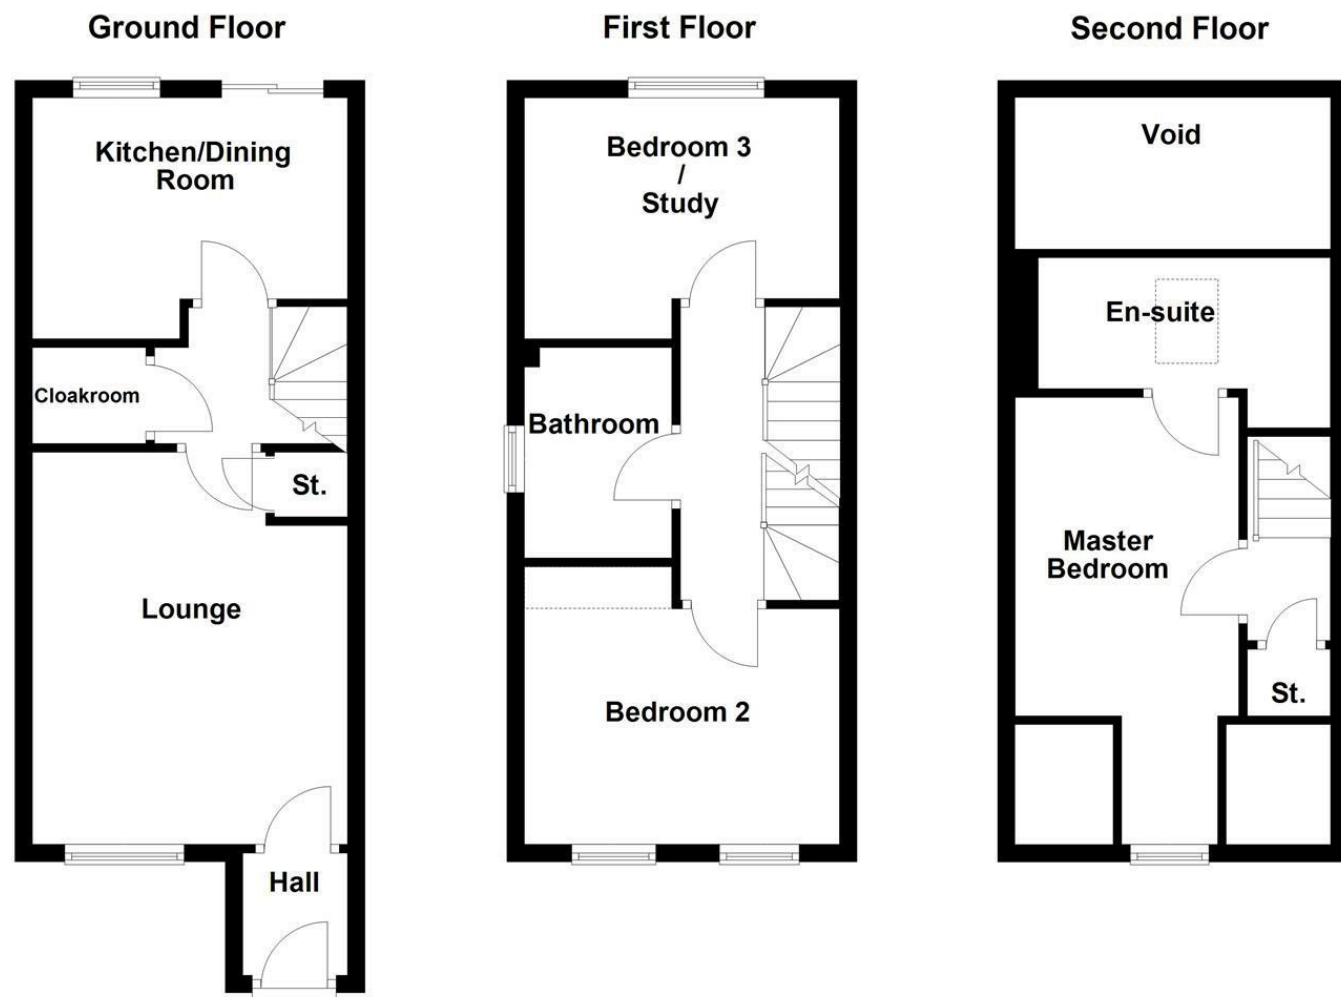 Ground Floor
Kitchen/Dining
Room
Cloakroom
St.
Lounge
Hall
First Floor
Bedroom 3
/
Study
Bathroom
Bedroom 2
Second Floor
Void
En-suite
Master
Bedroom
St.